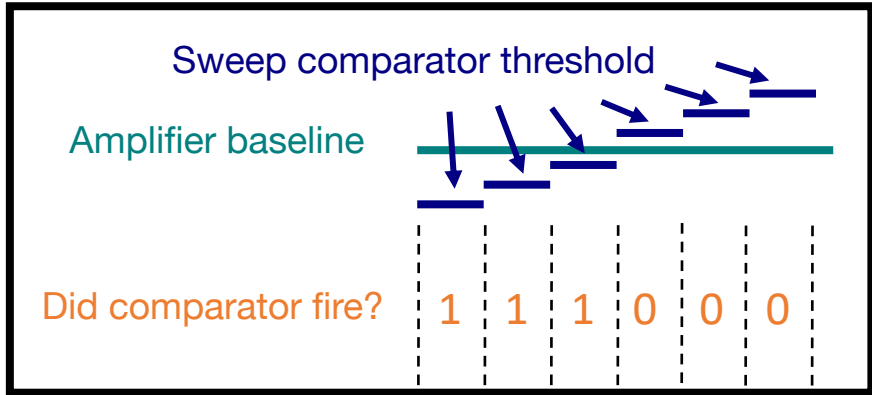 Sweep comparator threshold
Amplifier baseline
Did comparator fire? 1 1 1 0 0 0